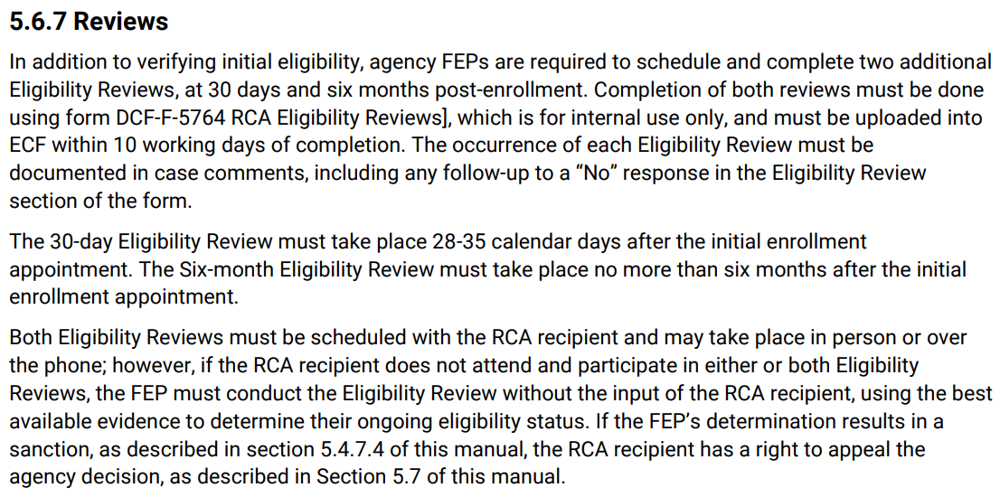 5.6.7 Reviews
In addition to verifying initial eligibility, agency FEPs are required to schedule and complete two additional
Eligibility Reviews, at 30 days and six months post-enrollment. Completion of both reviews must be done
using form DCF-F-5764 RCA Eligibility Reviews], which is for internal use only, and must be uploaded into
ECF within 10 working days of completion. The occurrence of each Eligibility Review must be
documented in case comments, including any follow-up to a “No” response in the Eligibility Review
section of the form.
The 30-day Eligibility Review must take place 28-35 calendar days after the initial enrollment
appointment. The Six-month Eligibility Review must take place no more than six months after the initial
enrollment appointment.
Both Eligibility Reviews must be scheduled with the RCA recipient and may take place in person or over
the phone; however, if the RCA recipient does not attend and participate in either or both Eligibility
Reviews, the FEP must conduct the Eligibility Review without the input of the RCA recipient, using the best
available evidence to determine their ongoing eligibility status. If the FEP’s determination results in a
sanction, as described in section 5.4.7.4 of this manual, the RCA recipient has a right to appeal the
agency decision, as described in Section 5.7 of this manual.